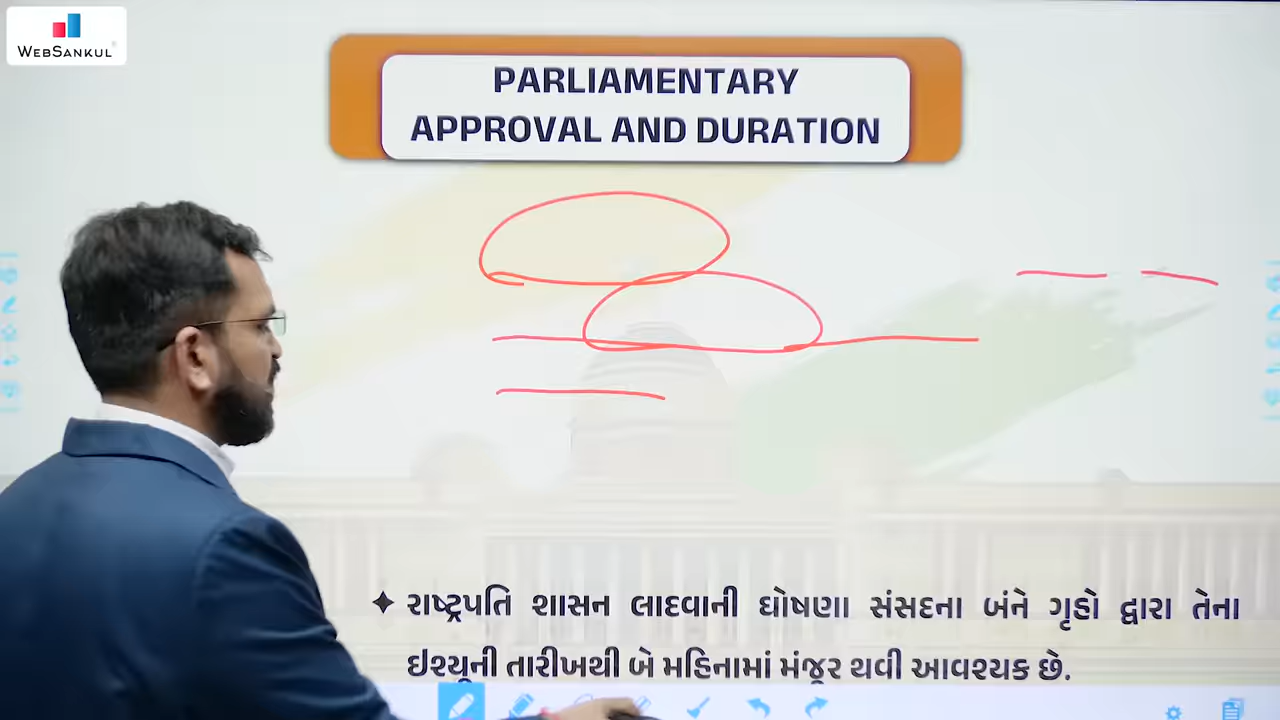 WEBSANKUL
PARLIAMENTARY
APPROVAL AND DURATION
✦ રાષ્ટ્રપતિ શાસન લાદવાની ઘોષણા સંસદના બંને ગૃહો દ્વારા તેના
ઈશ્યૂની તારીખથી બે મહિનામાં મંજૂર થવી આવશ્યક છે.